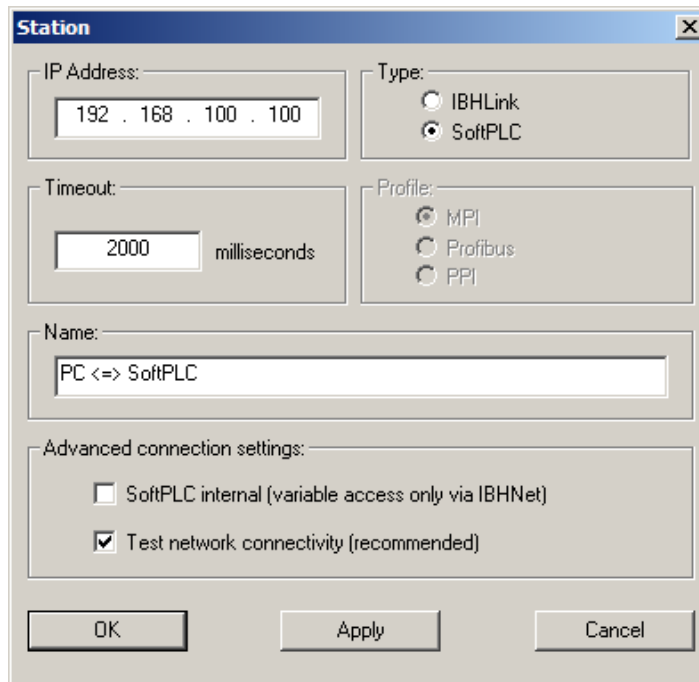 Station
IP Address:
192 . 168 . 100 . 100
Type:
IBHLink
SoftPLC
Timeout:
2000 milliseconds
Profile:
MPI
Profibus
PPI
Name:
PC <=> SoftPLC
Advanced connection settings:
SoftPLC internal (variable access only via IBHNet)
Test network connectivity (recommended)
OK Apply Cancel